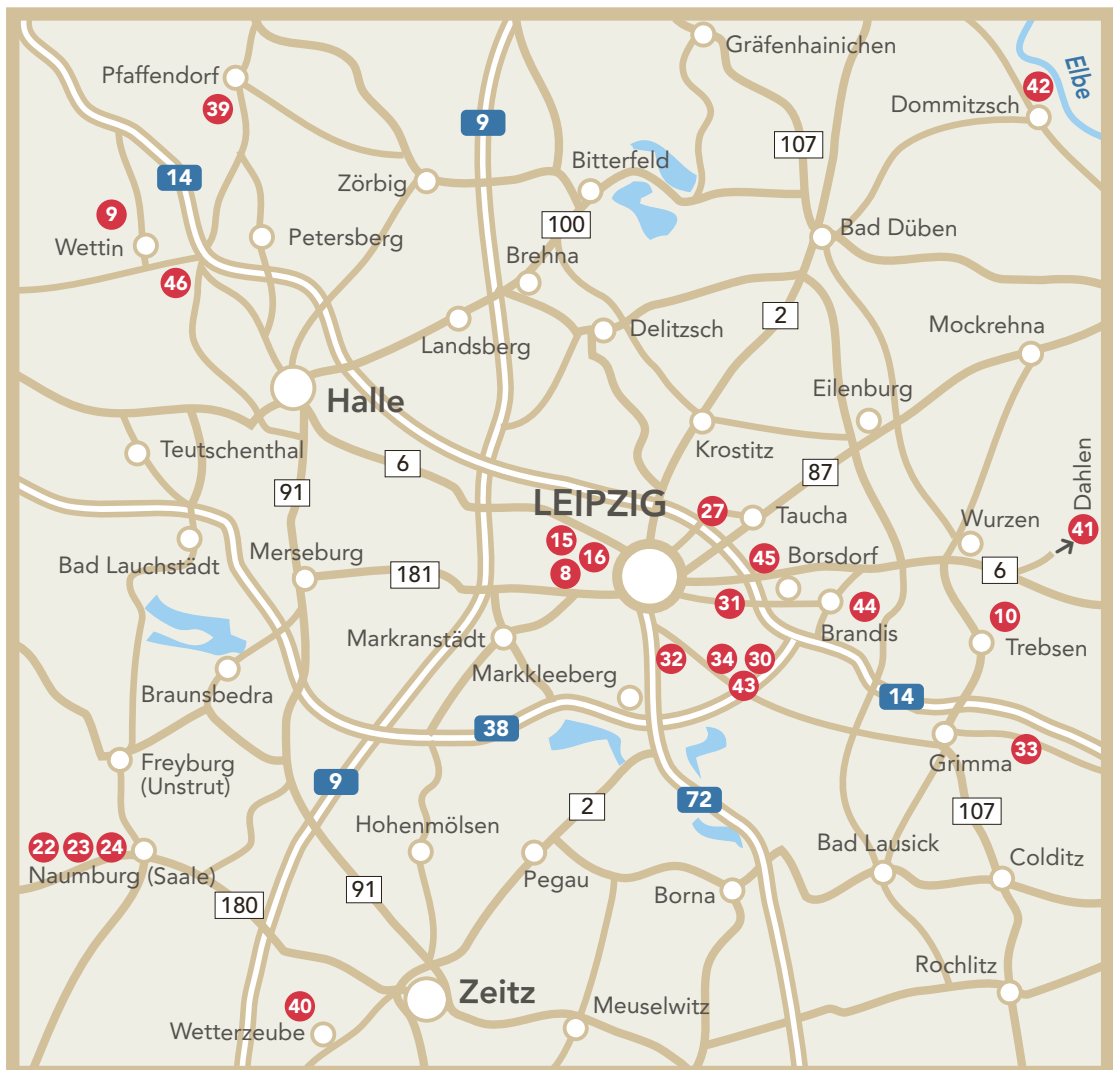 Gräfenhainichen
Pfaffendorf
Elbe
42
39
Dommitzsch
9
107
Bitterfeld
14
Zörbig
9
100
Wettin
Petersberg
Bad Düben
Brehna
46
2
Delitzsch
Mockrehna
Landsberg
Halle
Eilenburg
Teutschenthal
Krostitz
6
87
91
Dahlen
LEIPZIG
27
Taucha
Wurzen
41
15
16
45
Borsdorf
Bad Lauchstädt
Merseburg
181
8
6
31
44
10
Brandis
Markranstädt
Trebsen
32
34
30
Markkleeberg
43
Braunsbedra
14
38
33
Grimma
Freyburg
(Unstrut)
9
72
2
107
Hohenmölsen
22
23
24
Bad Lausick
Colditz
Naumburg (Saale)
Pegau
91
Borna
180
Rochlitz
Zeitz
40
Meuselwitz
Wetterzeube